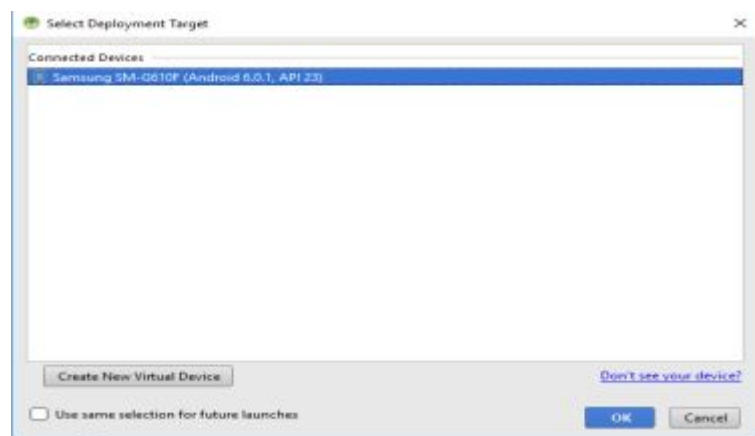 Select Deployment Target
Connected Devices
Samsung SM-G610F (Android 6.0.1, API 23)
Create New Virtual Device
Don't see your device?
Use same selection for future launches
OK
Cancel